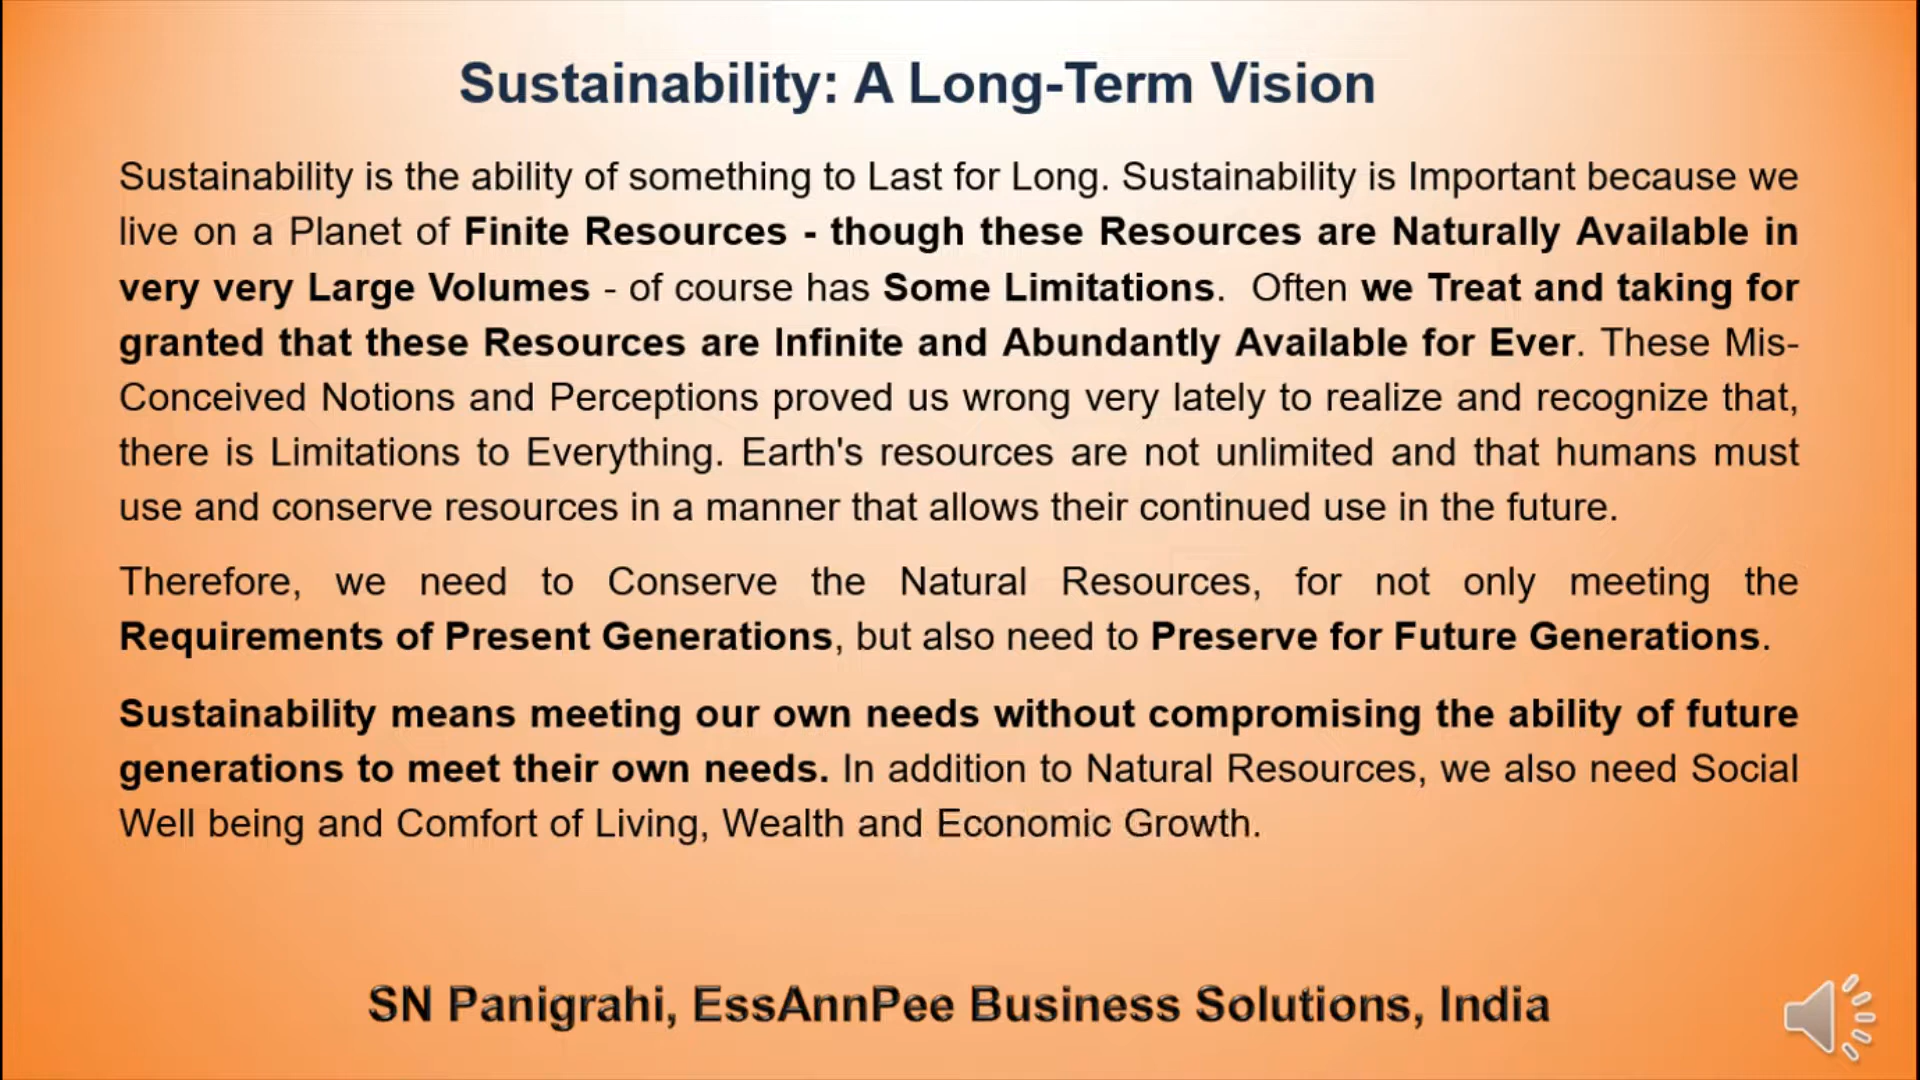 Sustainability: A Long-Term Vision
Sustainability is the ability of something to Last for Long. Sustainability is Important because we
live on a Planet of Finite Resources - though these Resources are Naturally Available in
very very Large Volumes - of course has Some Limitations. Often we Treat and taking for
granted that these Resources are Infinite and Abundantly Available for Ever. These Mis-
Conceived Notions and Perceptions proved us wrong very lately to realize and recognize that,
there is Limitations to Everything. Earth's resources are not unlimited and that humans must
use and conserve resources in a manner that allows their continued use in the future.
Therefore, we need to Conserve the Natural Resources, for not only meeting the
Requirements of Present Generations, but also need to Preserve for Future Generations.
Sustainability means meeting our own needs without compromising the ability of future
generations to meet their own needs. In addition to Natural Resources, we also need Social
Well being and Comfort of Living, Wealth and Economic Growth.
SN Panigrahi, EssAnnPee Business Solutions, India